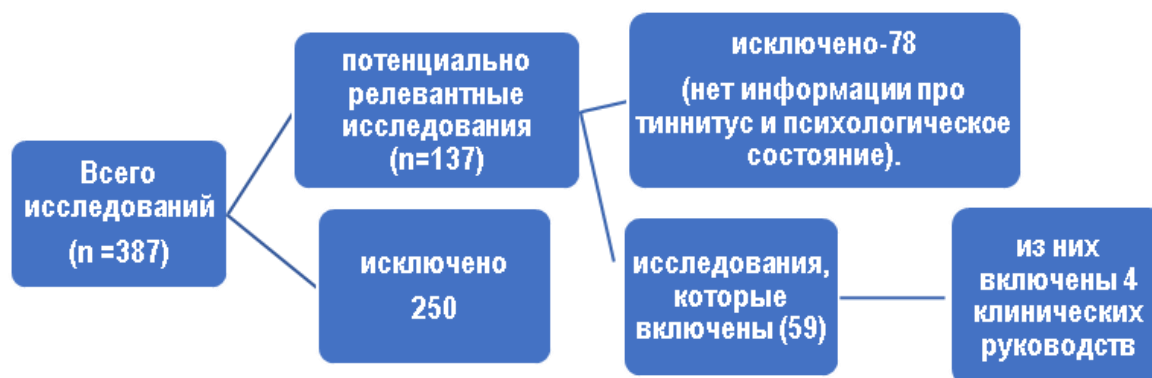 Всего
исследований
(n =387)
потенциально
релевантные
исследования
(n=137)
исключено
250
исключено-78
(нет информации про
тиннитус и психологическое
состояние).
исследования,
которые
включены (59)
из них
включены 4
клинических
руководств